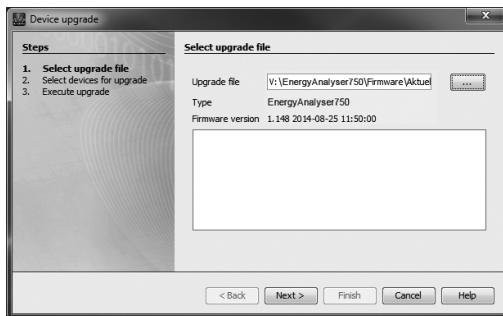 Device upgrade
Steps
1. Select upgrade file
2. Select devices for upgrade
3. Execute upgrade
Select upgrade file
Upgrade file V:\EnergyAnalyser750\Firmware\Aktuel ...
Type EnergyAnalyser750
Firmware version 1.148 2014-08-25 11:50:00
< Back Next > Finish Cancel Help